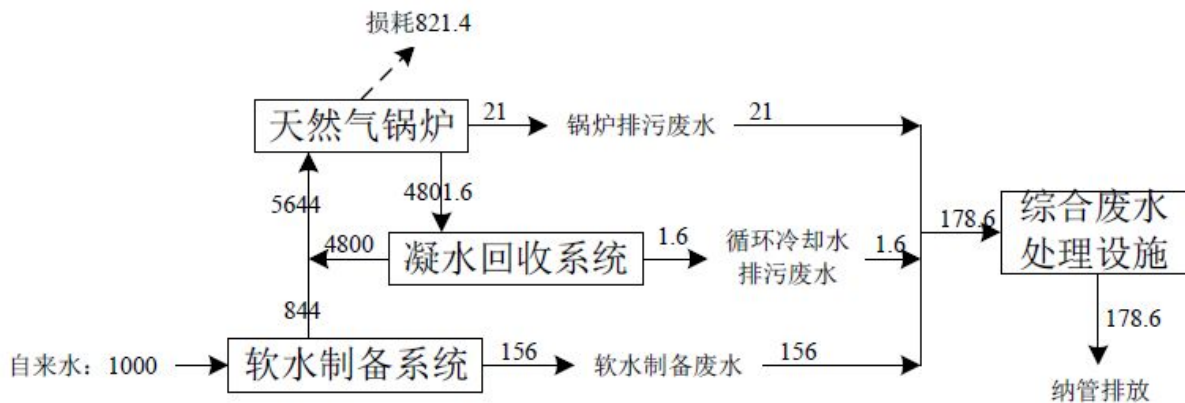 损耗821.4
天然气锅炉
21
锅炉排污废水
21
5644
4801.6
4800
凝水回收系统
1.6
循环冷却水
排污废水
1.6
178.6
综合废水
处理设施
844
178.6
自来水：1000
软水制备系统
156
软水制备废水
156
纳管排放